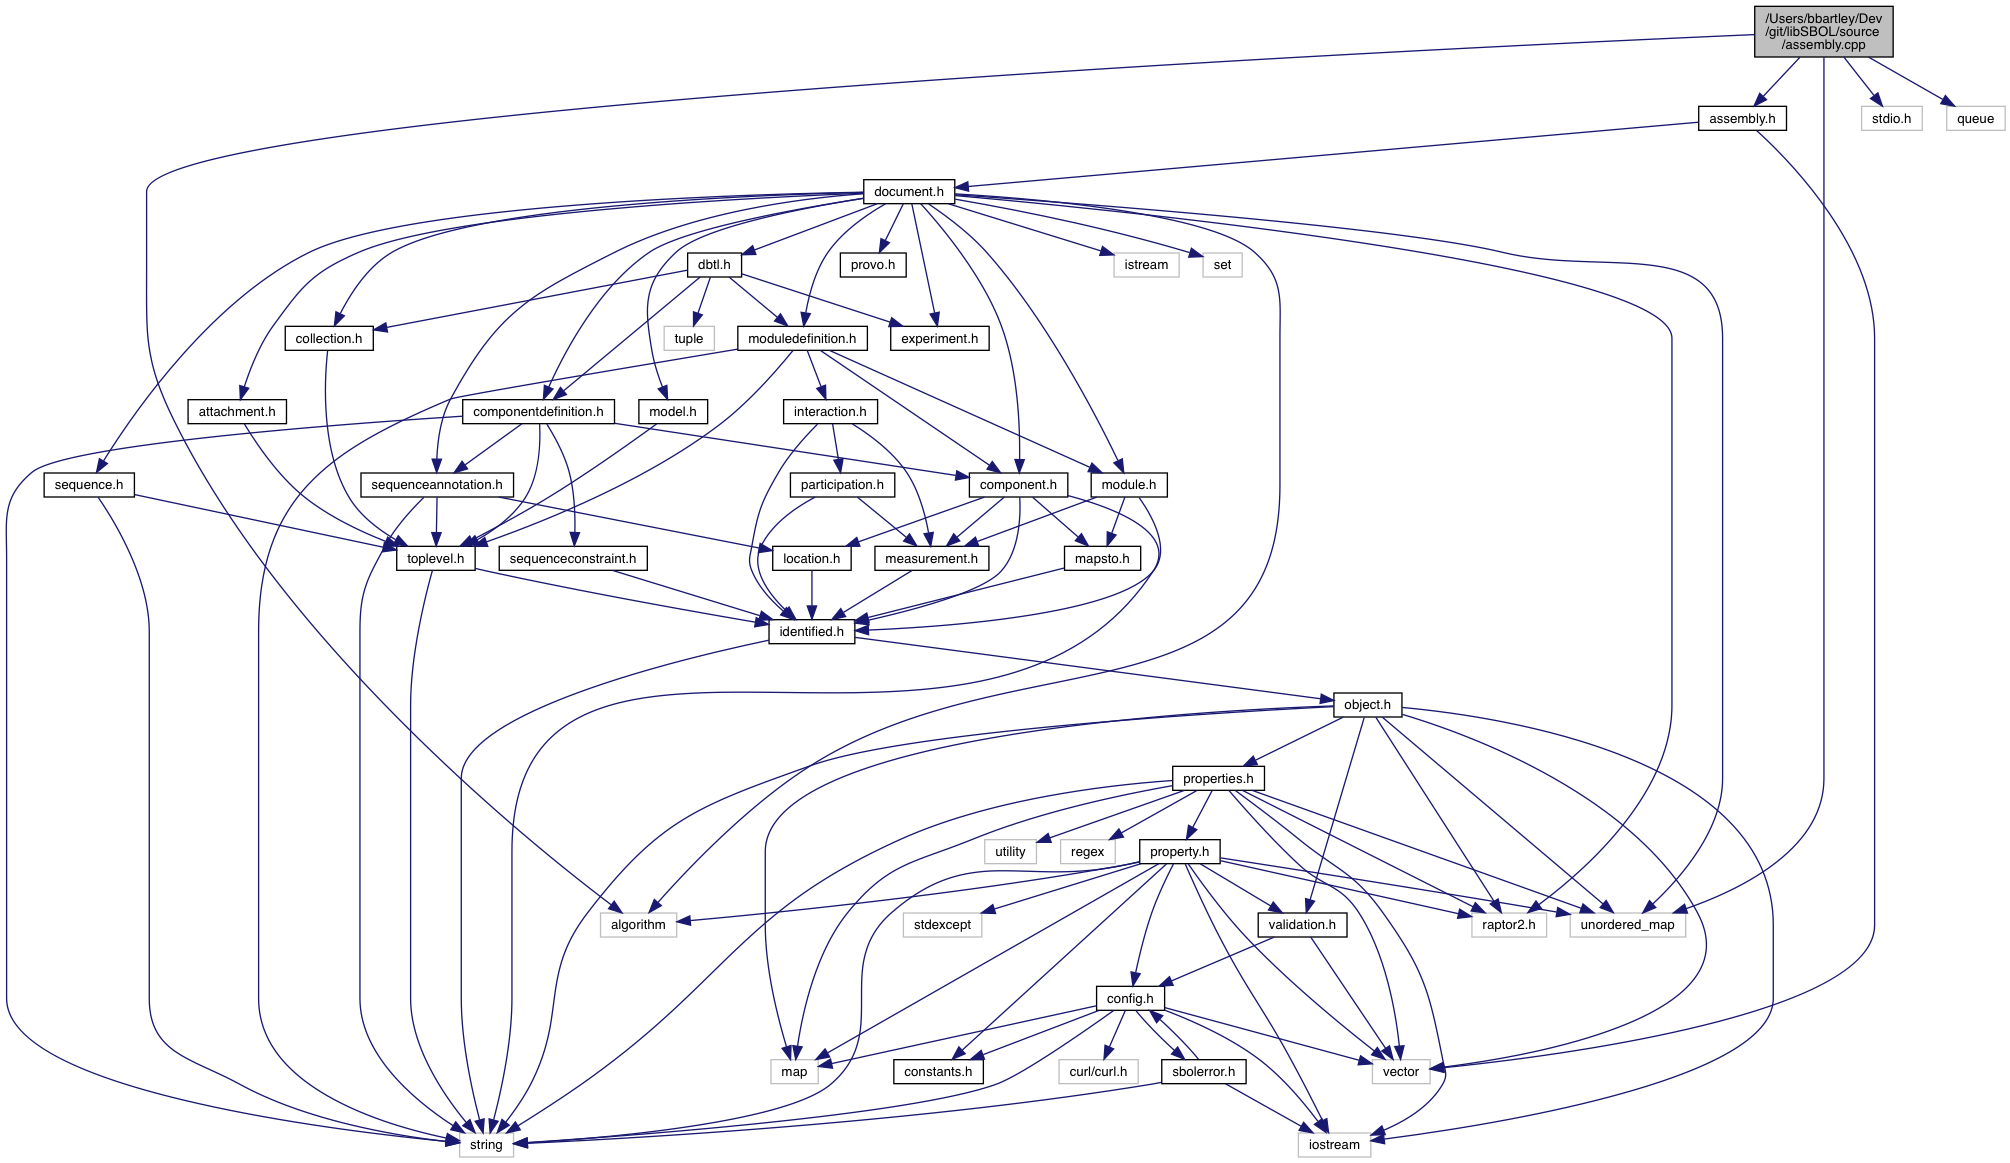 /Users/bbartley/Dev
/git/libSBOL/source
/assembly.cpp
assembly.h
stdio.h
queue
document.h
dbtl.h
provo.h
istream
set
collection.h
tuple
moduledefinition.h
experiment.h
attachment.h
componentdefinition.h
model.h
interaction.h
sequence.h
sequenceannotation.h
participation.h
component.h
module.h
toplevel.h
sequenceconstraint.h
location.h
measurement.h
mapsto.h
identified.h
object.h
properties.h
utility
regex
property.h
algorithm
stdexcept
validation.h
raptor2.h
unordered_map
config.h
map
constants.h
curl/curl.h
sbolerror.h
vector
string
iostream